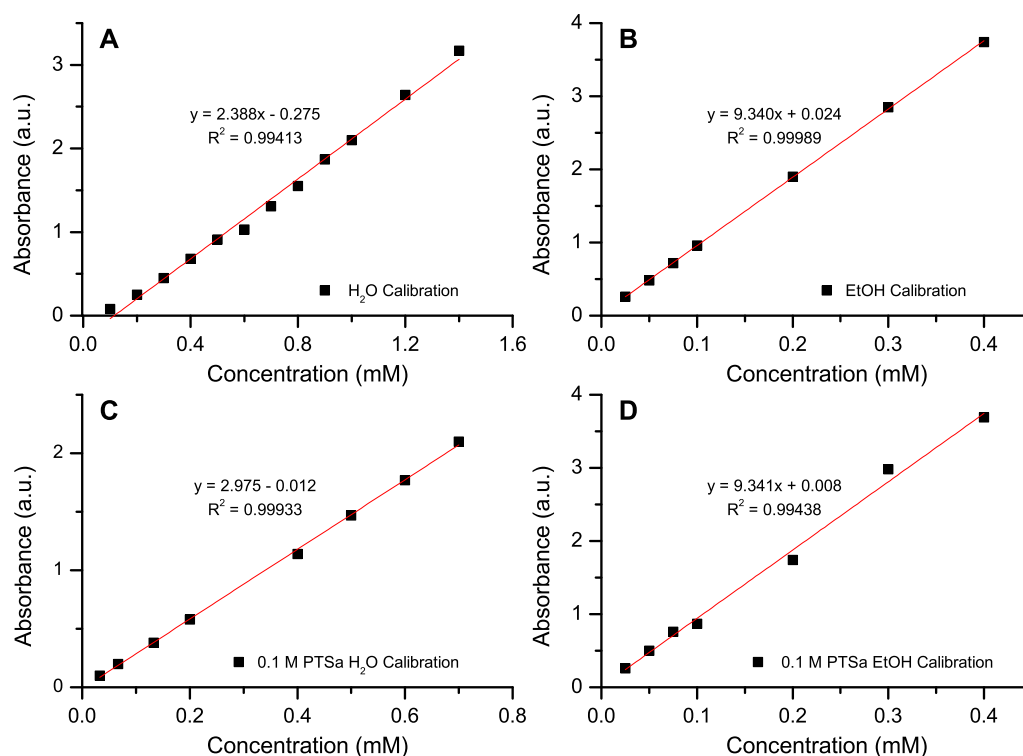 A
y = 2.388x - 0.275
R² = 0.99413
H₂O Calibration
Absorbance (a.u.)
3
2
1
0
0.0 0.4 0.8 1.2 1.6
Concentration (mM)
B
y = 9.340x + 0.024
R² = 0.99989
EtOH Calibration
Absorbance (a.u.)
4
3
2
1
0
0.0 0.1 0.2 0.3 0.4
Concentration (mM)
C
y = 2.975 - 0.012
R² = 0.99933
0.1 M PTSa H₂O Calibration
Absorbance (a.u.)
2
1
0
0.0 0.2 0.4 0.6 0.8
Concentration (mM)
D
y = 9.341x + 0.008
R² = 0.99438
0.1 M PTSa EtOH Calibration
Absorbance (a.u.)
4
3
2
1
0
0.0 0.1 0.2 0.3 0.4
Concentration (mM)